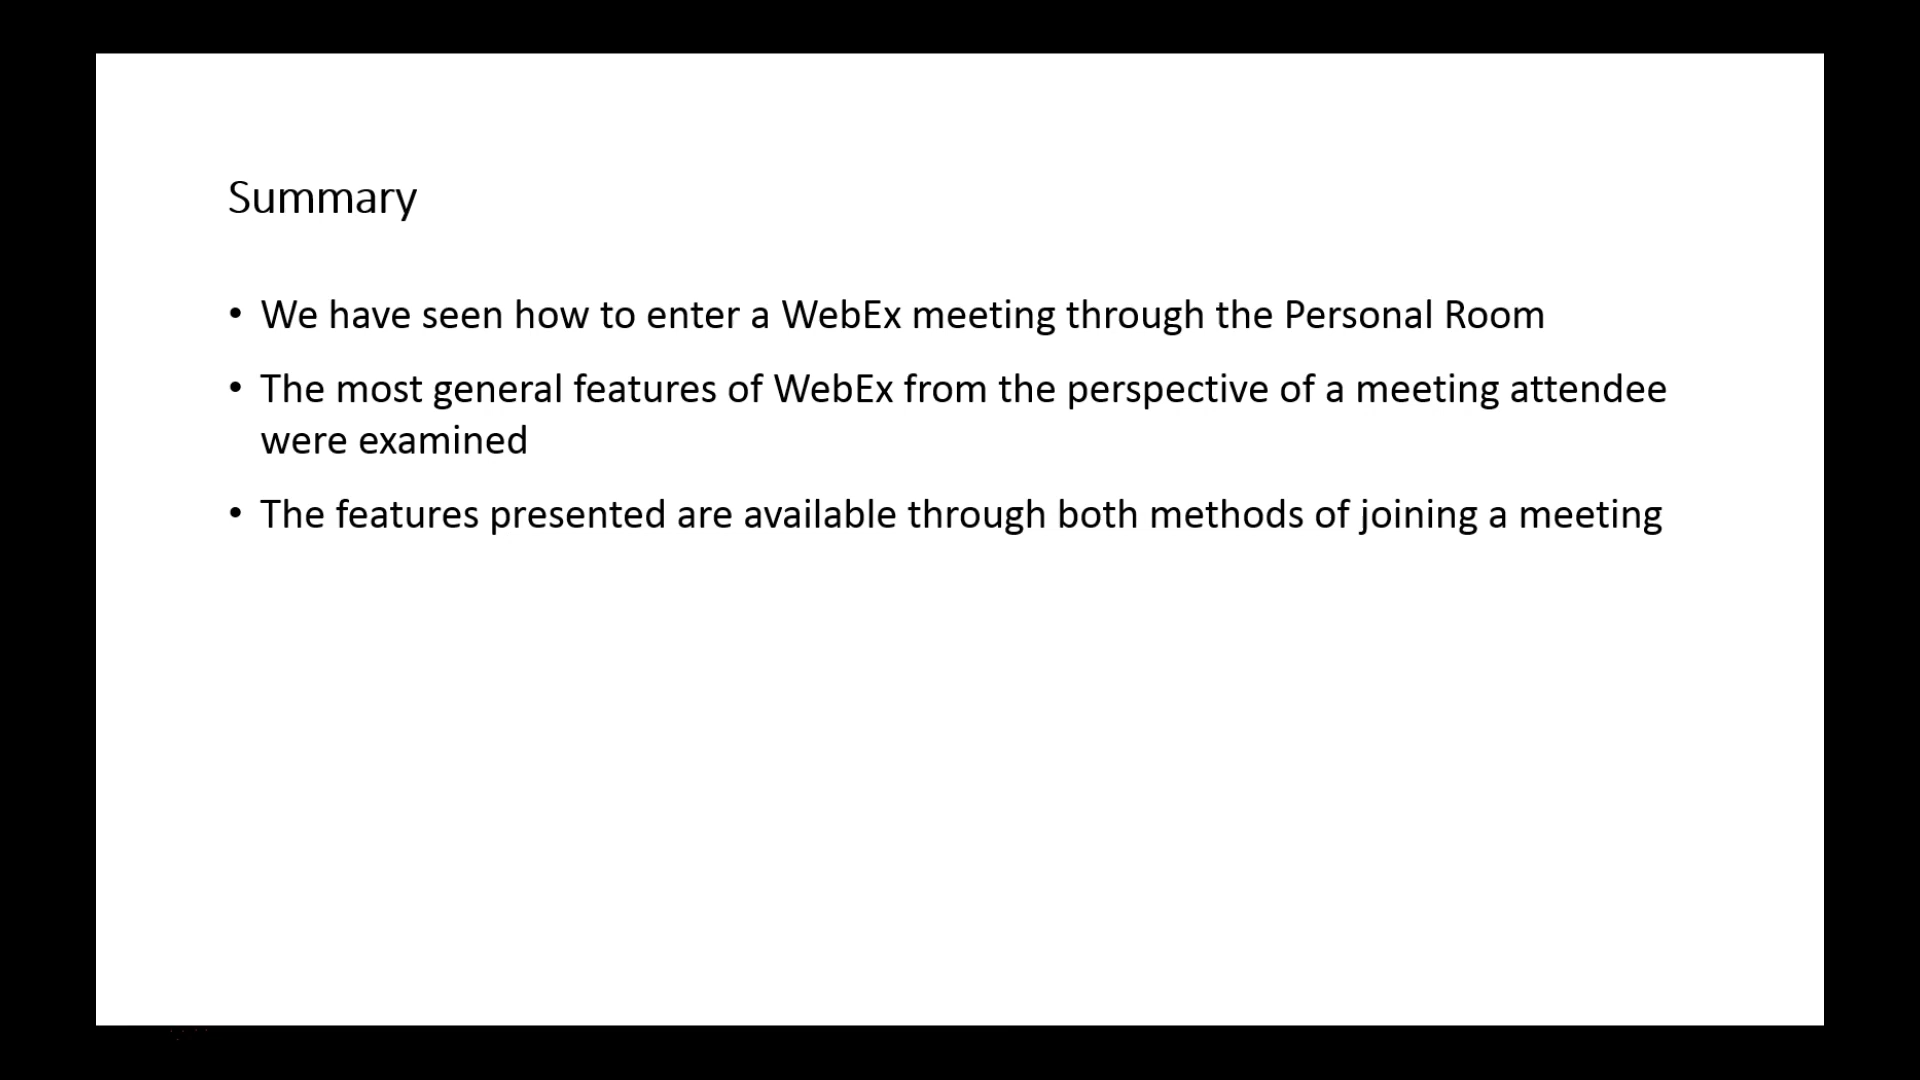 Summary
• We have seen how to enter a WebEx meeting through the Personal Room
• The most general features of WebEx from the perspective of a meeting attendee
were examined
• The features presented are available through both methods of joining a meeting